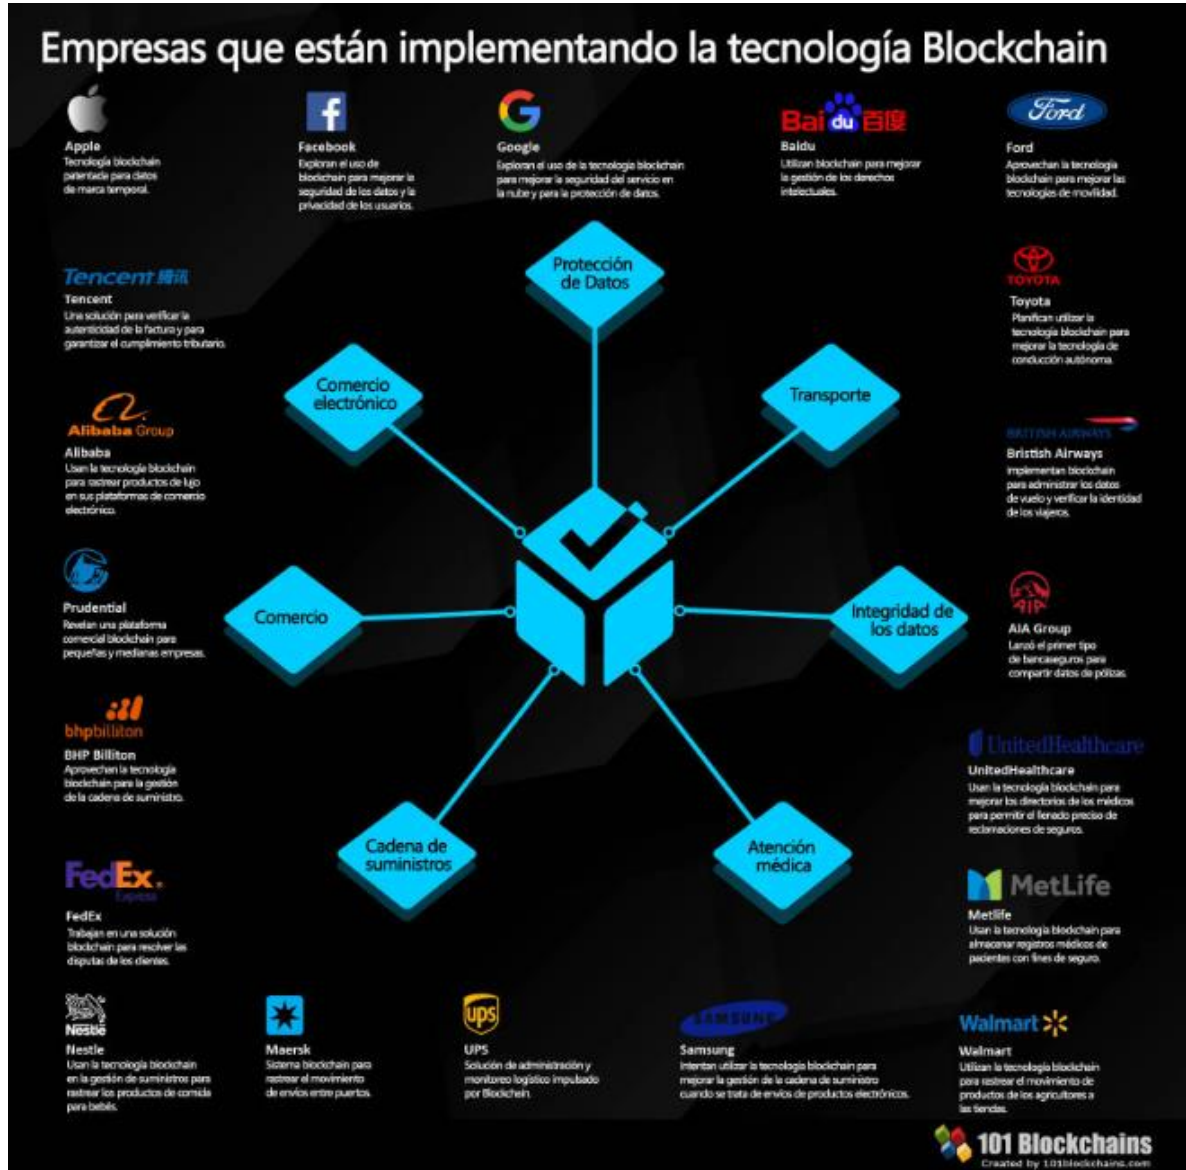 Empresas que están implementando la tecnología Blockchain
Apple
Tecnología blockchain
patentada para datos
de marca temporal.
Facebook
Exploran el uso de
blockchain para mejorar la
seguridad de los datos y la
privacidad de los usuarios.
Google
Exploran el uso de la tecnología blockchain
para mejorar la seguridad del servicio en
la nube y para la protección de datos.
Bai du 百度
Baidu
Utilizan blockchain para mejorar
la gestión de los derechos
intelectuales.
Ford
Ford
Aprovechan la tecnología
blockchain para mejorar las
tecnologías de movilidad.
Tencent 腾讯
Tencent
Una solución para verificar la
autenticidad de la factura y para
garantizar el cumplimiento tributario.
Protección
de Datos
TOYOTA
Toyota
Planifican utilizar la
tecnología blockchain para
mejorar la tecnología de
conducción autónoma.
Comercio
electrónico
Transporte
Alibaba Group
Alibaba
Usan la tecnología blockchain
para rastrear productos de lujo
en sus plataformas de comercio
electrónico.
BRITISH AIRWAYS
Bristish Airways
Implementan blockchain
para administrar los datos
de vuelo y verificar la identidad
de los viajeros.
Prudential
Revelan una plataforma
comercial blockchain para
pequeñas y medianas empresas.
Comercio
Integridad de
los datos
AIA
AIA Group
Lanzó el primer tipo
de bancaseguros para
compartir datos de pólizas.
bhpbilliton
BHP Billiton
Aprovechan la tecnología
blockchain para la gestión
de la cadena de suministro.
UnitedHealthcare
UnitedHealthcare
Usan la tecnología blockchain para
mejorar los directorios de los médicos
para permitir el llenado preciso de
reclamaciones de seguros.
Cadena de
suministros
Atención
médica
FedEx
Express
FedEx
Trabajan en una solución
blockchain para resolver las
disputas de los clientes.
MetLife
Metlife
Usan la tecnología blockchain para
almacenar registros médicos de
pacientes con fines de seguro.
Nestle
Nestle
Usan la tecnología blockchain
en la gestión de suministros para
rastrear los productos de comida
para bebés.
Maersk
Sistema blockchain para
rastrear el movimiento
de envíos entre puertos.
ups
UPS
Solución de administración y
monitoreo logístico impulsado
por Blockchain.
SAMSUNG
Samsung
Intentan utilizar la tecnología blockchain para
mejorar la gestión de la cadena de suministro
cuando se trata de envíos de productos electrónicos.
Walmart
Walmart
Utilizan la tecnología blockchain
para rastrear el movimiento de
productos de los agricultores a
las tiendas.
101 Blockchains
Created by 101blockchains.com